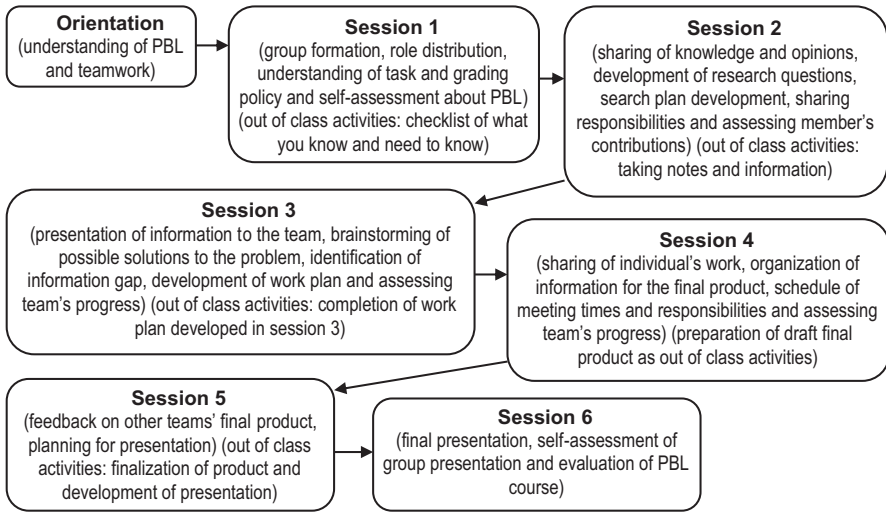 Orientation
(understanding of PBL
and teamwork)
Session 1
(group formation, role distribution,
understanding of task and grading
policy and self-assessment about PBL)
(out of class activities: checklist of what
you know and need to know)
Session 2
(sharing of knowledge and opinions,
development of research questions,
search plan development, sharing
responsibilities and assessing member’s
contributions) (out of class activities:
taking notes and information)
Session 3
(presentation of information to the team, brainstorming of
possible solutions to the problem, identification of
information gap, development of work plan and assessing
team’s progress) (out of class activities: completion of work
plan developed in session 3)
Session 4
(sharing of individual’s work, organization of
information for the final product, schedule of
meeting times and responsibilities and assessing
team’s progress) (preparation of draft final
product as out of class activities)
Session 5
(feedback on other teams’ final product,
planning for presentation) (out of class
activities: finalization of product and
development of presentation)
Session 6
(final presentation, self-assessment of
group presentation and evaluation of PBL
course)